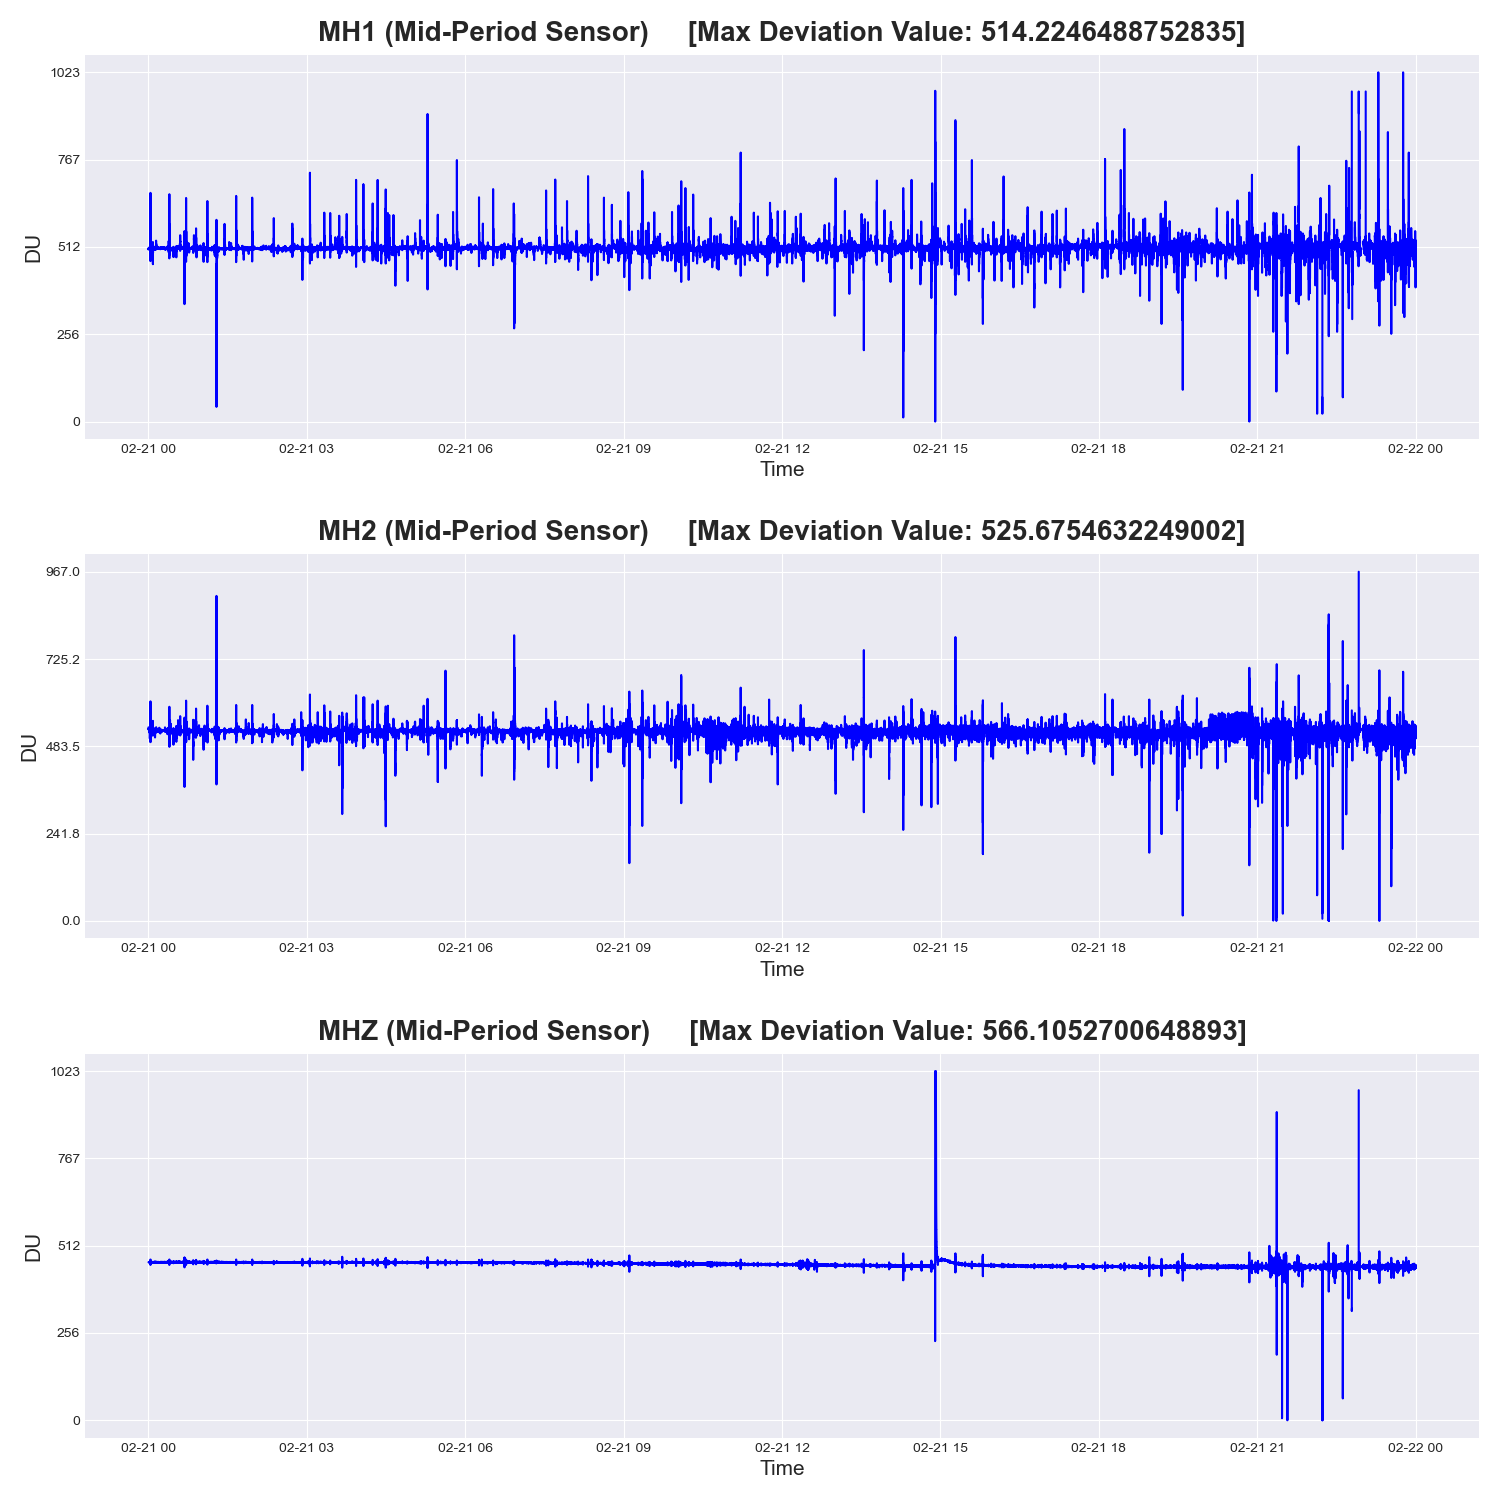 MH1 (Mid-Period Sensor) [Max Deviation Value: 514.2246488752835]
1023
767
512
256
0
DU
02-21 00 02-21 03 02-21 06 02-21 09 02-21 12 02-21 15 02-21 18 02-21 21 02-22 00
Time
MH2 (Mid-Period Sensor) [Max Deviation Value: 525.6754632249002]
967.0
725.2
483.5
241.8
0.0
DU
02-21 00 02-21 03 02-21 06 02-21 09 02-21 12 02-21 15 02-21 18 02-21 21 02-22 00
Time
MHZ (Mid-Period Sensor) [Max Deviation Value: 566.1052700648893]
1023
767
512
256
0
DU
02-21 00 02-21 03 02-21 06 02-21 09 02-21 12 02-21 15 02-21 18 02-21 21 02-22 00
Time